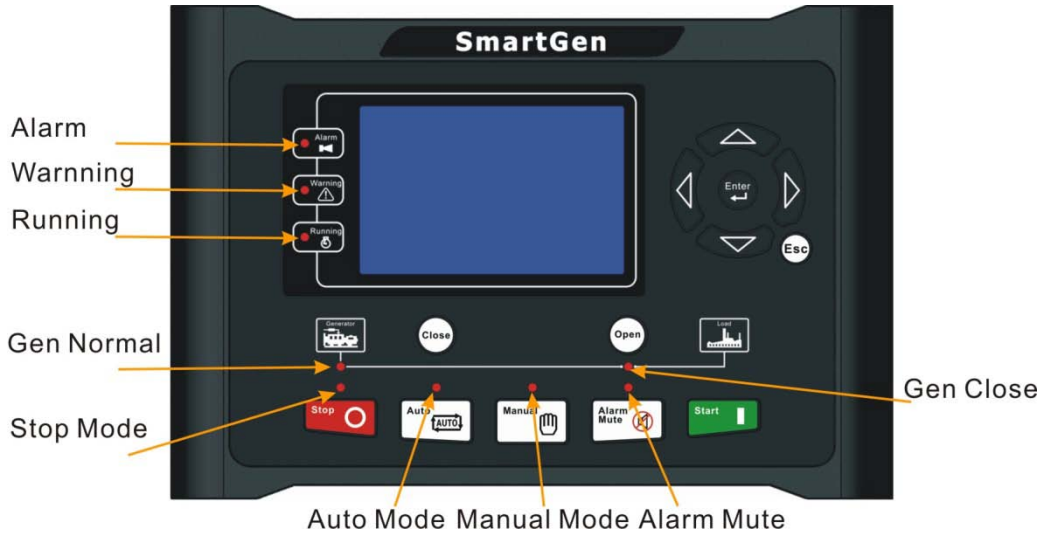 SmartGen
Alarm
Warnning
Running
Alarm
Warning
Running
Enter
Esc
Generator
Close
Open
Load
Gen Normal
Gen Close
Stop Mode
Stop
Auto
AUTO
Manual
Alarm
Mute
Start
Auto Mode
Manual Mode
Alarm Mute